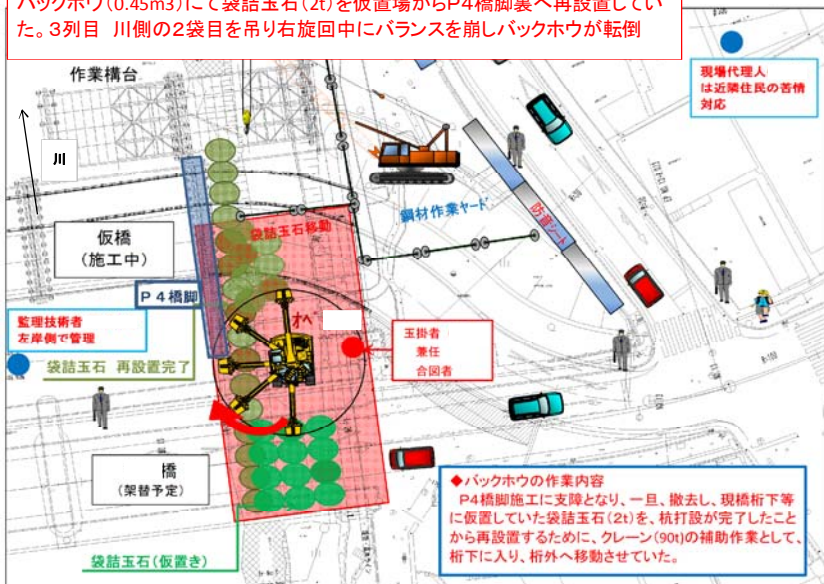 バックホウ(0.45m3)にて袋詰玉石(2t)を仮置場からP4橋脚裏へ再設置してい
た。3列目 川側の2袋目を吊り右旋回中にバランスを崩しバックホウが転倒
作業構台
現場代理人
は近隣住民の苦情
対応
川
鋼材作業ヤード
防音シート
袋詰玉石移動
仮橋
(施工中)
P4橋脚
オペ
監理技術者
左岸側で管理
玉掛者
兼任
合図者
袋詰玉石 再設置完了
橋
(架替予定)
◆バックホウの作業内容
P4橋脚施工に支障となり、一旦、撤去し、現橋桁下等
に仮置していた袋詰玉石(2t)を、杭打設が完了したこと
から再設置するために、クレーン(90t)の補助作業として、
桁下に入り、桁外へ移動させていた。
袋詰玉石(仮置き)